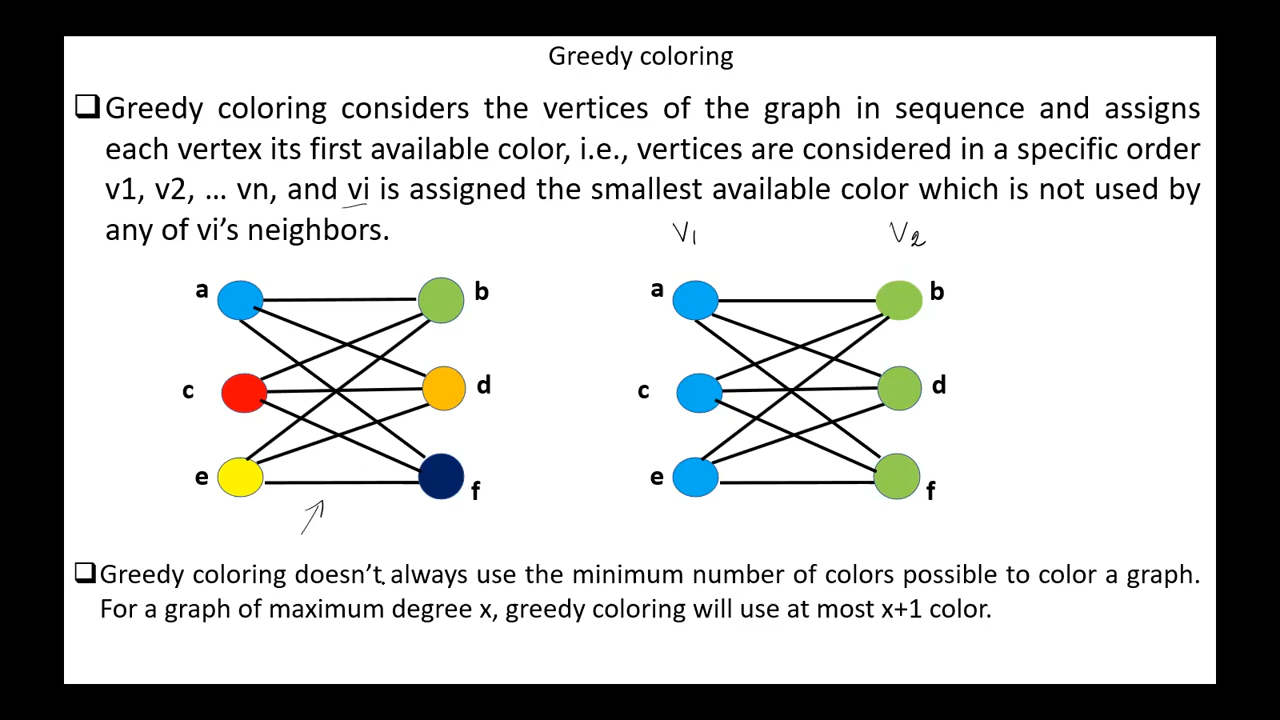 Greedy coloring
❑Greedy coloring considers the vertices of the graph in sequence and assigns
each vertex its first available color, i.e., vertices are considered in a specific order
v1, v2, … vn, and vi is assigned the smallest available color which is not used by
any of vi’s neighbors.
V1 V2
a b a b
c d c d
e f e f
❑Greedy coloring doesn’t always use the minimum number of colors possible to color a graph.
For a graph of maximum degree x, greedy coloring will use at most x+1 color.